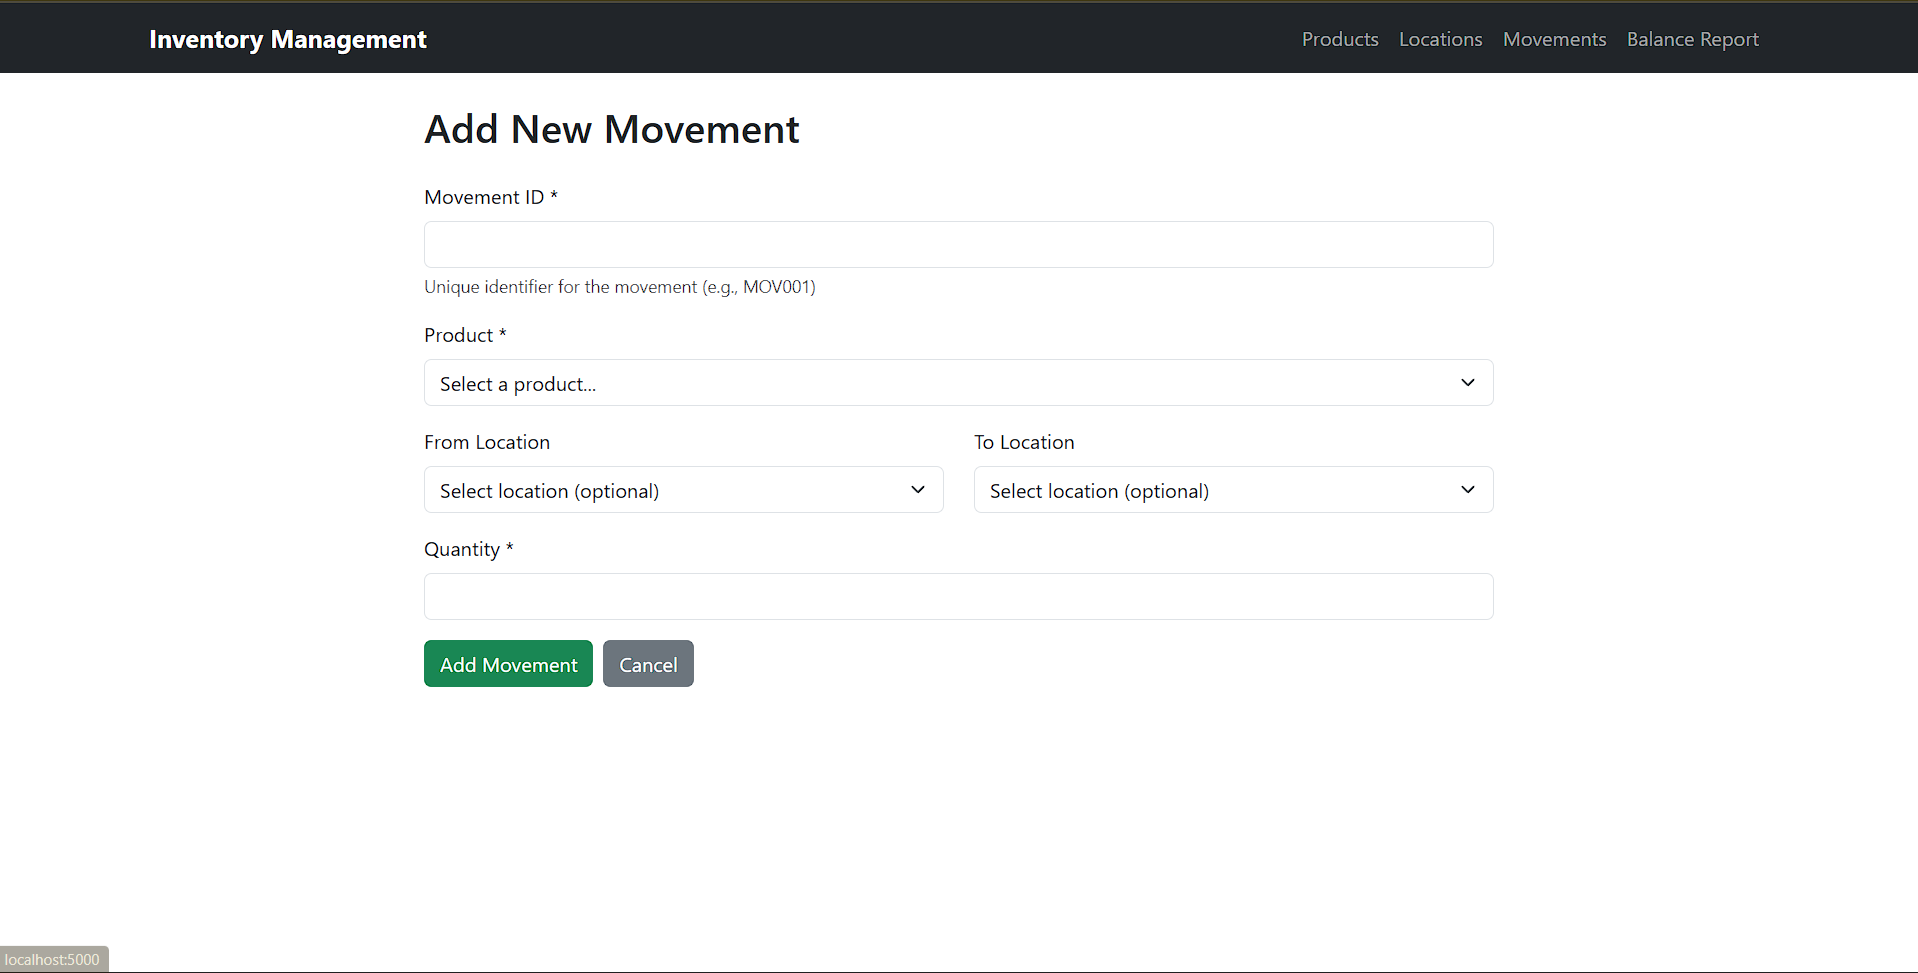 Inventory Management
Products Locations Movements Balance Report
Add New Movement
Movement ID *
Unique identifier for the movement (e.g., MOV001)
Product *
Select a product...
From Location
To Location
Select location (optional)
Select location (optional)
Quantity *
Add Movement
Cancel
localhost:5000